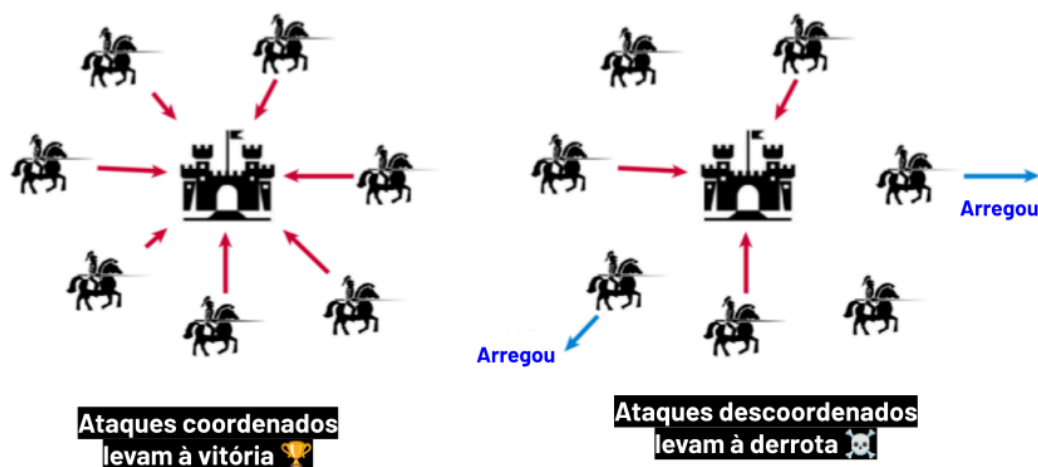 Arregou
Arregou
Ataques coordenados
levam à vitória 🏆
Ataques descoordenados
levam à derrota ☠️